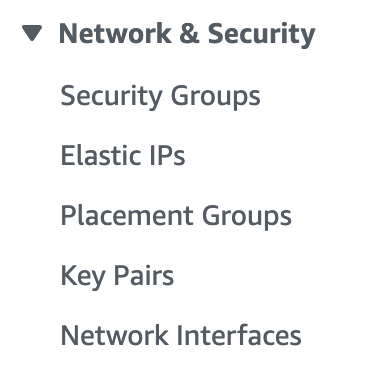 Network & Security
Security Groups
Elastic IPs
Placement Groups
Key Pairs
Network Interfaces